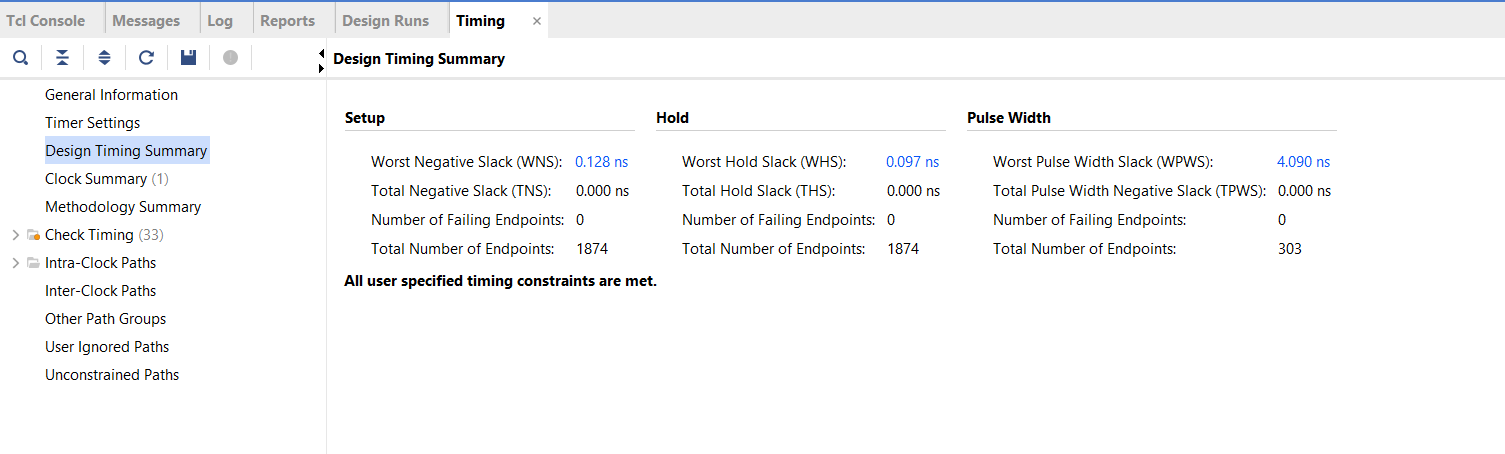 Tcl Console Messages Log Reports Design Runs Timing ×
Design Timing Summary
General Information
Timer Settings
Design Timing Summary
Clock Summary (1)
Methodology Summary
Check Timing (33)
Intra-Clock Paths
Inter-Clock Paths
Other Path Groups
User Ignored Paths
Unconstrained Paths
Setup
Worst Negative Slack (WNS): 0.128 ns
Total Negative Slack (TNS): 0.000 ns
Number of Failing Endpoints: 0
Total Number of Endpoints: 1874
Hold
Worst Hold Slack (WHS): 0.097 ns
Total Hold Slack (THS): 0.000 ns
Number of Failing Endpoints: 0
Total Number of Endpoints: 1874
Pulse Width
Worst Pulse Width Slack (WPWS): 4.090 ns
Total Pulse Width Negative Slack (TPWS): 0.000 ns
Number of Failing Endpoints: 0
Total Number of Endpoints: 303
All user specified timing constraints are met.